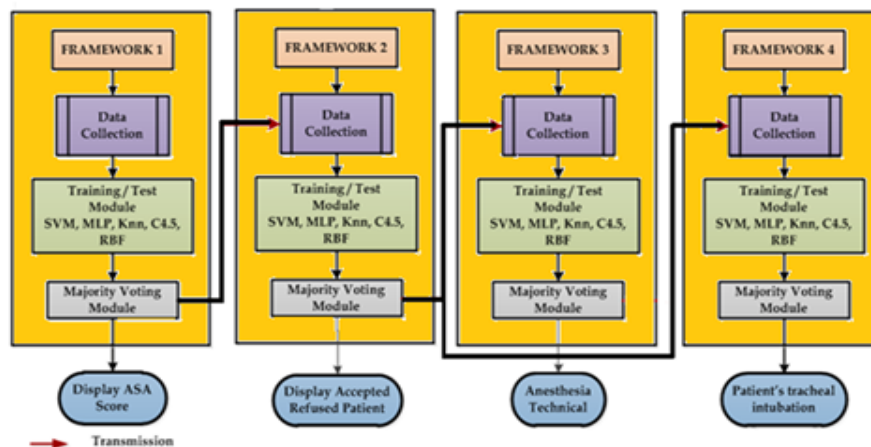 FRAMEWORK 1
Data
Collection
Training/Test
Module
SVM, MLP, Knn, C4.5,
RBF
Majority Voting
Module
Display ASA
Score
FRAMEWORK 2
Data
Collection
Training/Test
Module
SVM, MLP, Knn, C4.5,
RBF
Majority Voting
Module
Display Accepted
Refused Patient
FRAMEWORK 3
Data
Collection
Training/Test
Module
SVM, MLP, Knn, C4.5,
RBF
Majority Voting
Module
Anesthesia
Technical
FRAMEWORK 4
Data
Collection
Training/Test
Module
SVM, MLP, Knn, C4.5,
RBF
Majority Voting
Module
Patient's tracheal
intubation
Transmission